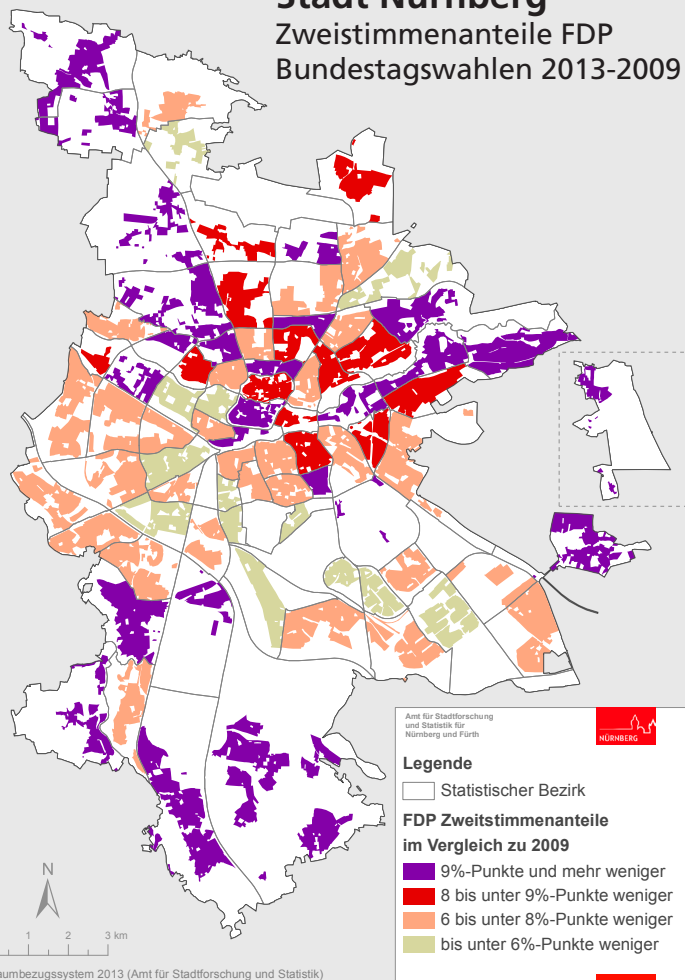 Stadt Nürnberg
Zweistimmenanteile FDP
Bundestagswahlen 2013-2009
Amt für Stadtforschung
und Statistik für
Nürnberg und Fürth
NÜRNBERG
Legende
Statistischer Bezirk
FDP Zweitstimmenanteile
im Vergleich zu 2009
9%-Punkte und mehr weniger
8 bis unter 9%-Punkte weniger
6 bis unter 8%-Punkte weniger
bis unter 6%-Punkte weniger
N
1 2 3 km
aumbezugssystem 2013 (Amt für Stadtforschung und Statistik)